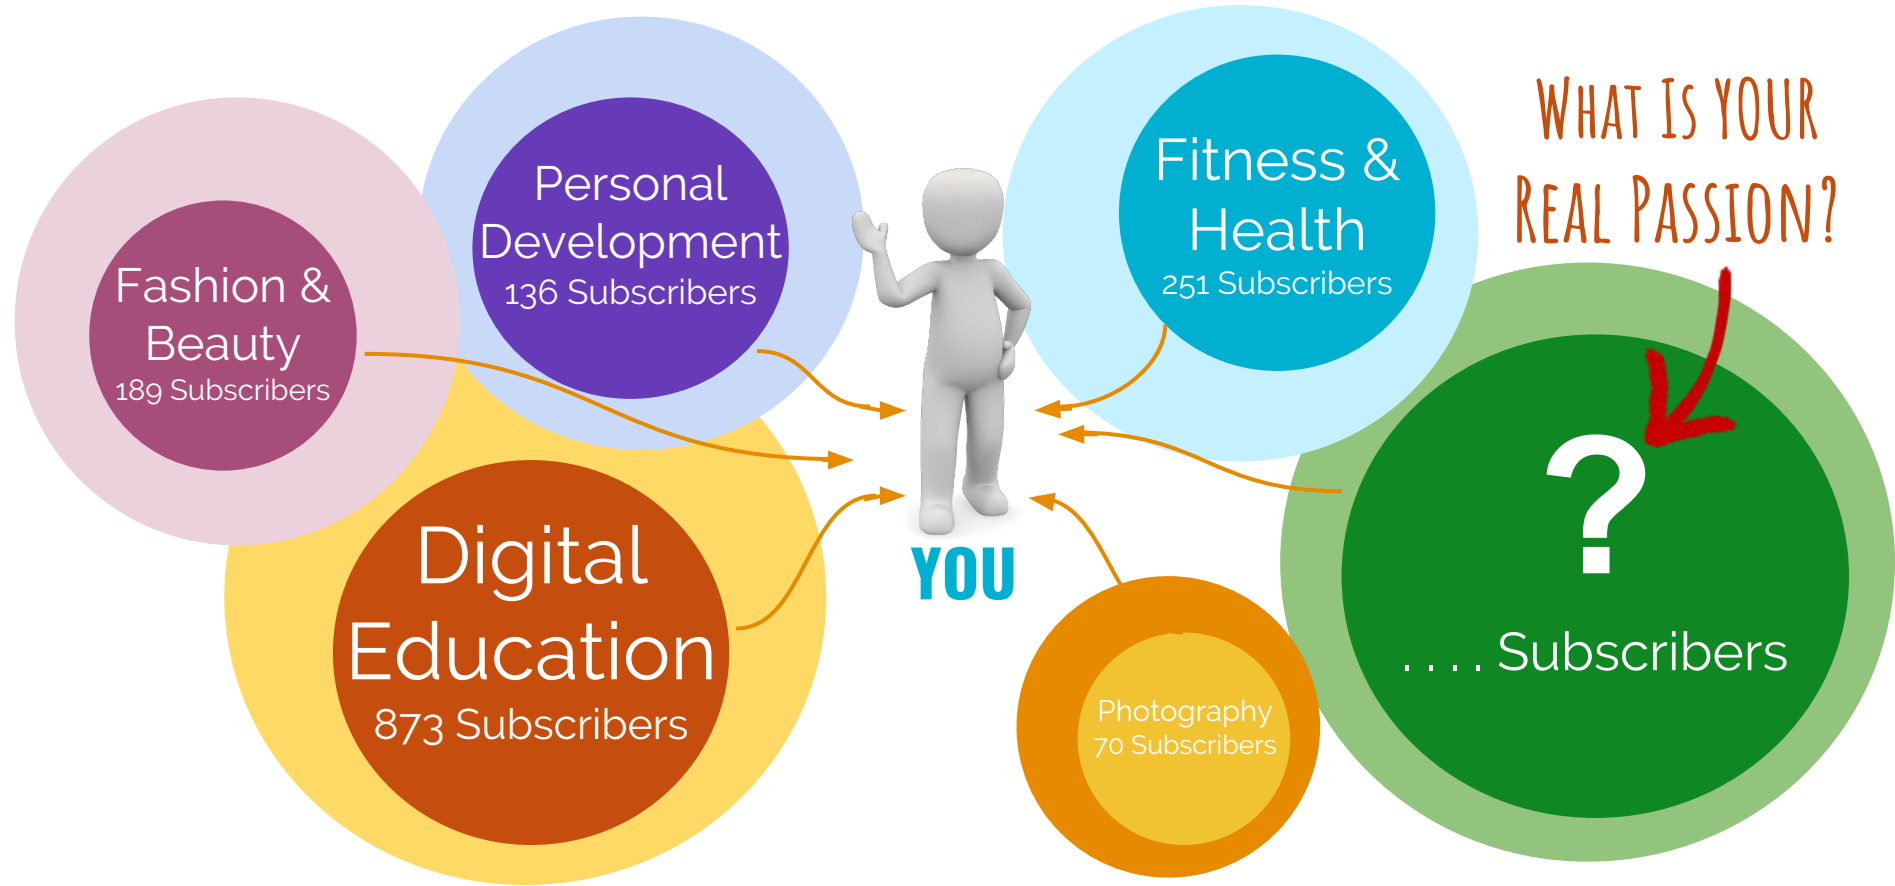 Fashion &
Beauty
189 Subscribers
Personal
Development
136 Subscribers
Digital
Education
873 Subscribers
YOU
Fitness &
Health
251 Subscribers
Photography
70 Subscribers
What Is YOUR
Real Passion?
?
. . . . Subscribers